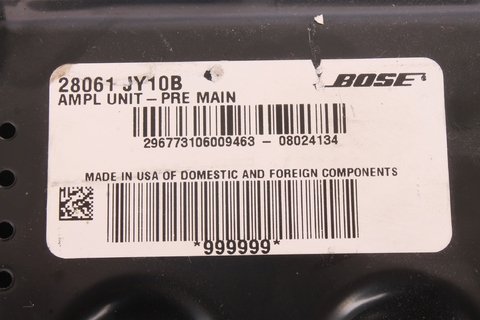 28061 JY10B
BOSE
AMPL UNIT - PRE MAIN
296773106009463 - 08024134
MADE IN USA OF DOMESTIC AND FOREIGN COMPONENTS
*999999*